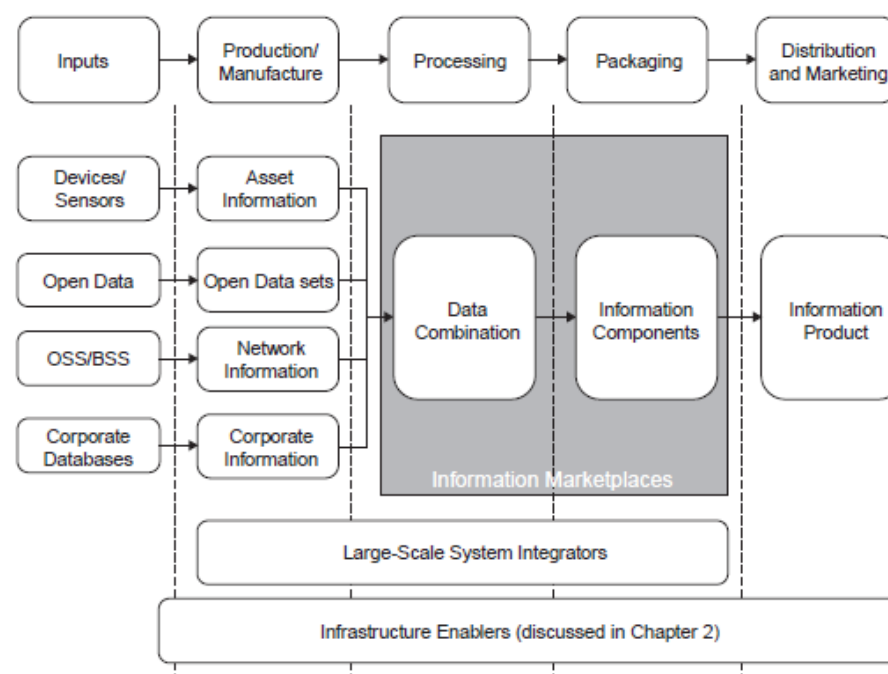 Inputs
Production/
Manufacture
Processing
Packaging
Distribution
and Marketing
Devices/
Sensors
Asset
Information
Open Data
Open Data sets
OSS/BSS
Network
Information
Corporate
Databases
Corporate
Information
Data
Combination
Information
Components
Information
Product
Information Marketplaces
Large-Scale System Integrators
Infrastructure Enablers (discussed in Chapter 2)